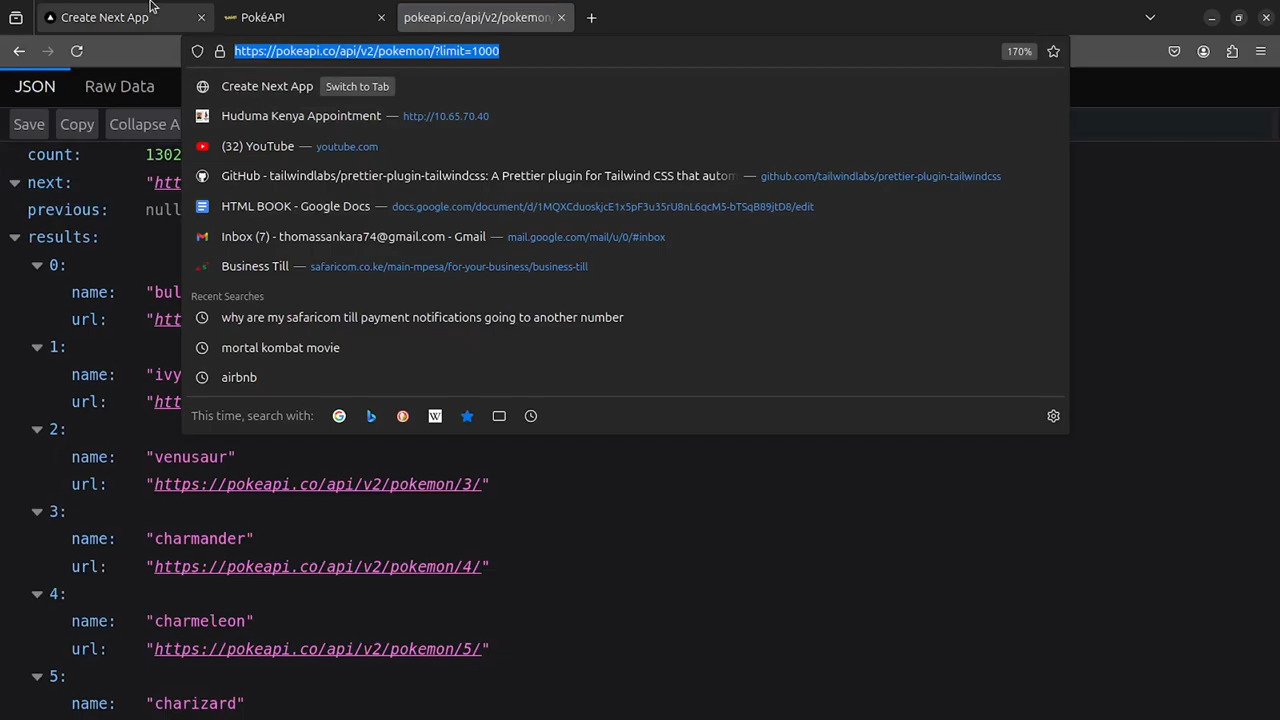 Create Next App
PokéAPI
pokeapi.co/api/v2/pokemon
https://pokeapi.co/api/v2/pokemon/?limit=1000
170%
JSON
Raw Data
Create Next App
Switch to Tab
Save
Copy
Collapse A
Huduma Kenya Appointment — http://10.65.70.40
(32) YouTube — youtube.com
GitHub - tailwindlabs/prettier-plugin-tailwindcss: A Prettier plugin for Tailwind CSS that autom — github.com/tailwindlabs/prettier-plugin-tailwindcss
HTML BOOK - Google Docs — docs.google.com/document/d/1MQXCduoskjcE1x5pF3u35rU8nL6qcM5-bTSqB89jtD8/edit
Inbox (7) - thomassankara74@gmail.com - Gmail — mail.google.com/mail/u/0/#inbox
Business Till — safaricom.co.ke/main-mpesa/for-your-business/business-till
Recent Searches
why are my safaricom till payment notifications going to another number
mortal kombat movie
airbnb
This time, search with:
count: 1302
next: "htt
previous: null
results:
0:
name: "bul
url: "htt
1:
name: "ivy
url: "htt
2:
name: "venusaur"
url: "https://pokeapi.co/api/v2/pokemon/3/"
3:
name: "charmander"
url: "https://pokeapi.co/api/v2/pokemon/4/"
4:
name: "charmeleon"
url: "https://pokeapi.co/api/v2/pokemon/5/"
5:
name: "charizard"